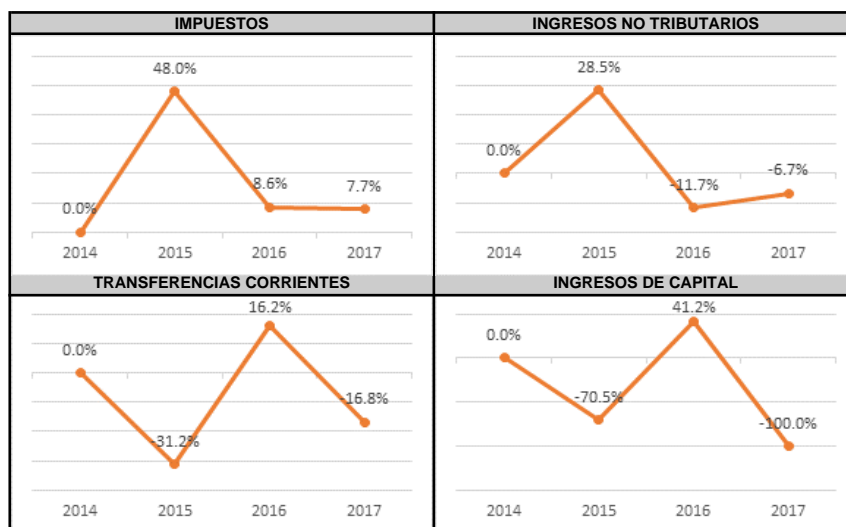 IMPUESTOS
48.0%
0.0%
8.6%
7.7%
2014 2015 2016 2017
INGRESOS NO TRIBUTARIOS
28.5%
0.0%
-11.7%
-6.7%
2014 2015 2016 2017
TRANSFERENCIAS CORRIENTES
16.2%
0.0%
-31.2%
-16.8%
2014 2015 2016 2017
INGRESOS DE CAPITAL
41.2%
0.0%
-70.5%
-100.0%
2014 2015 2016 2017